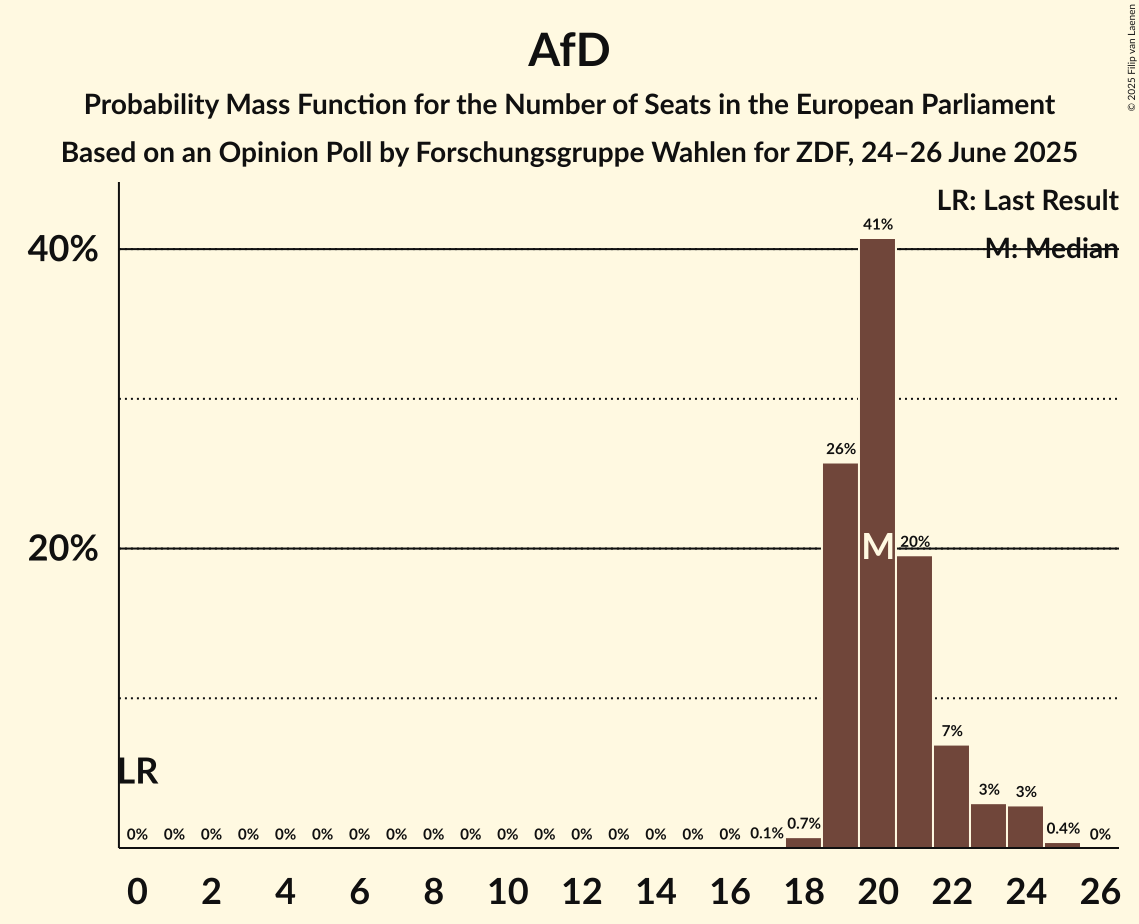 AfD
Probability Mass Function for the Number of Seats in the European Parliament
Based on an Opinion Poll by Forschungsgruppe Wahlen for ZDF, 24–26 June 2025
© 2025 Filip van Laenen
LR: Last Result
M: Median
40%
20%
41%
26%
M
20%
7%
3%
3%
LR
0% 0% 0% 0% 0% 0% 0% 0% 0% 0% 0% 0% 0% 0% 0% 0% 0% 0.1% 0.7% 0.4% 0%
0 2 4 6 8 10 12 14 16 18 20 22 24 26